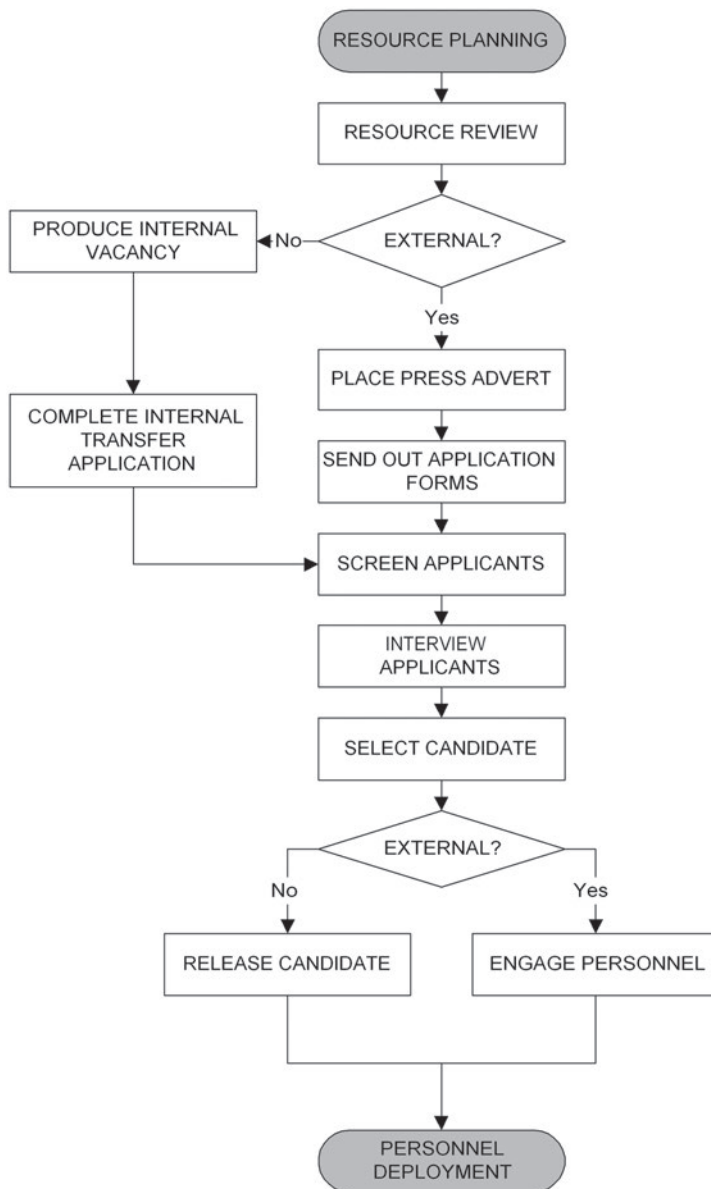 RESOURCE PLANNING
RESOURCE REVIEW
PRODUCE INTERNAL
VACANCY
No
EXTERNAL?
Yes
PLACE PRESS ADVERT
COMPLETE INTERNAL
TRANSFER
APPLICATION
SEND OUT APPLICATION
FORMS
SCREEN APPLICANTS
INTERVIEW
APPLICANTS
SELECT CANDIDATE
EXTERNAL?
No
Yes
RELEASE CANDIDATE
ENGAGE PERSONNEL
PERSONNEL
DEPLOYMENT